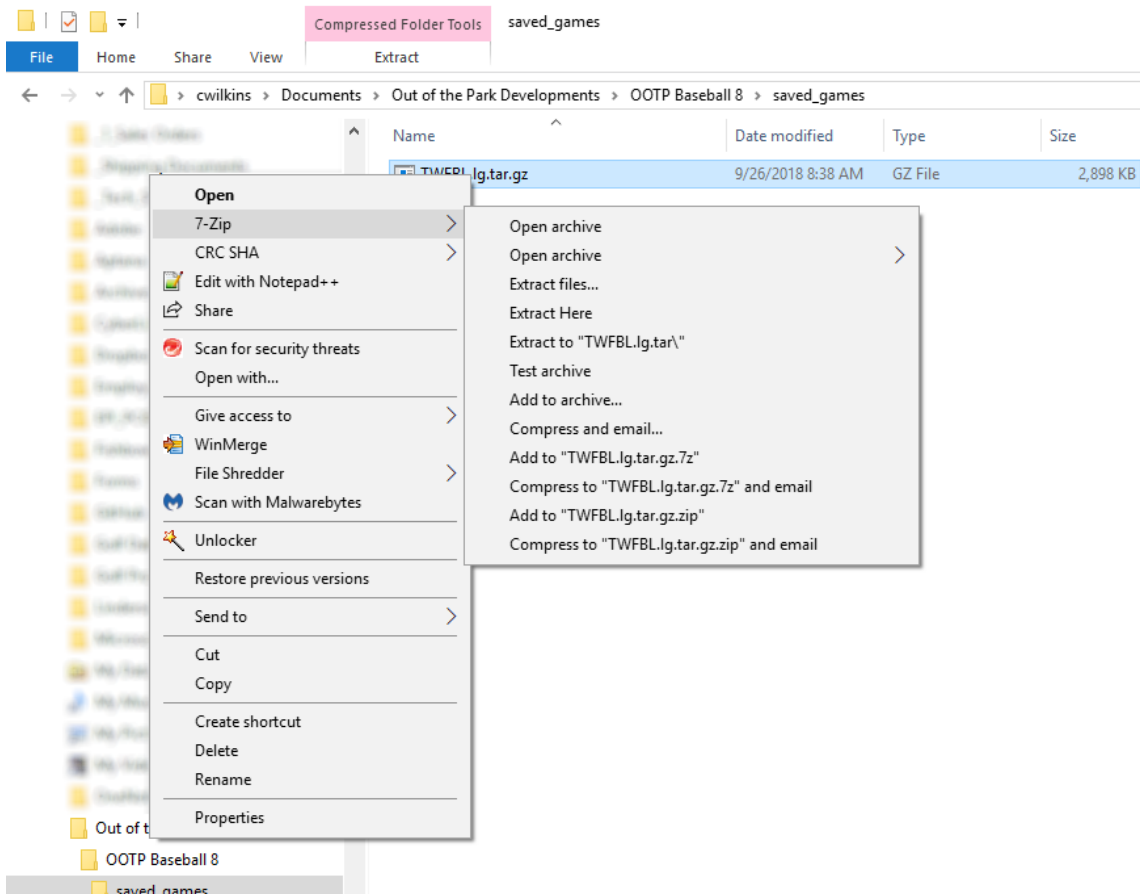 Compressed Folder Tools saved_games
File Home Share View Extract
cwilkins > Documents > Out of the Park Developments > OOTP Baseball 8 > saved_games
Name Date modified Type Size
TWFBL.lg.tar.gz 9/26/2018 8:38 AM GZ File 2,898 KB
Open
7-Zip
CRC SHA
Edit with Notepad++
Share
Scan for security threats
Open with...
Give access to
WinMerge
File Shredder
Scan with Malwarebytes
Unlocker
Restore previous versions
Send to
Cut
Copy
Create shortcut
Delete
Rename
Properties
Open archive
Open archive
Extract files...
Extract Here
Extract to "TWFBL.lg.tar\"
Test archive
Add to archive...
Compress and email...
Add to "TWFBL.lg.tar.gz.7z"
Compress to "TWFBL.lg.tar.gz.7z" and email
Add to "TWFBL.lg.tar.gz.zip"
Compress to "TWFBL.lg.tar.gz.zip" and email
Out of t
OOTP Baseball 8
saved_games